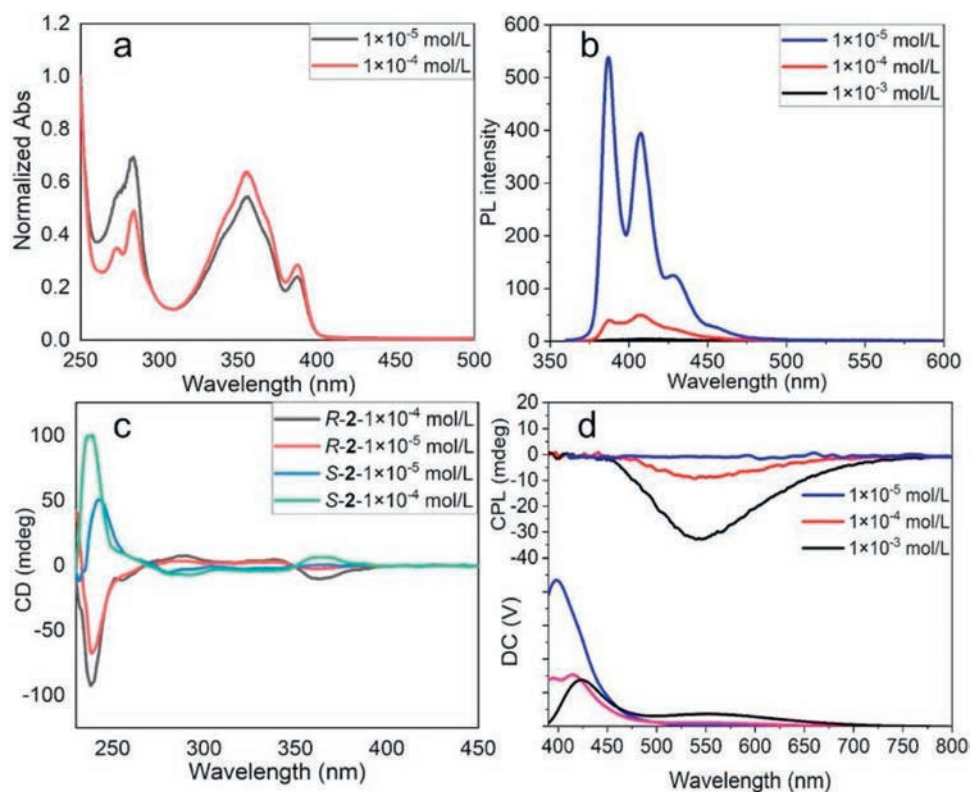 a
1×10⁻⁵ mol/L
1×10⁻⁴ mol/L
Normalized Abs
1.2
1.0
0.8
0.6
0.4
0.2
0.0
250 300 350 400 450 500
Wavelength (nm)
b
1×10⁻⁵ mol/L
1×10⁻⁴ mol/L
1×10⁻³ mol/L
PL intensity
600
500
400
300
200
100
0
350 400 450 500 550 600
Wavelength (nm)
c
R-2-1×10⁻⁴ mol/L
R-2-1×10⁻⁵ mol/L
S-2-1×10⁻⁵ mol/L
S-2-1×10⁻⁴ mol/L
CD (mdeg)
100
50
0
-50
-100
250 300 350 400 450
Wavelength (nm)
d
CPL (mdeg)
20
10
0
-10
-20
-30
-40
1×10⁻⁵ mol/L
1×10⁻⁴ mol/L
1×10⁻³ mol/L
DC (V)
400 450 500 550 600 650 700 750 800
Wavelength (nm)